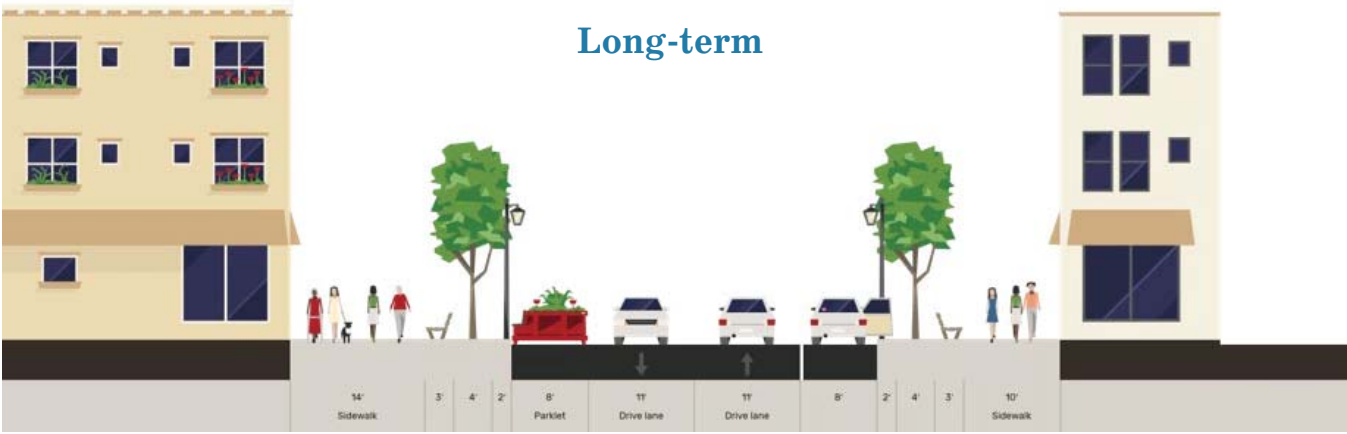 Long-term
14' 3' 4' 2' 8' 11' 11' 8' 2' 4' 3' 10'
Sidewalk Parklet Drive lane Drive lane Sidewalk